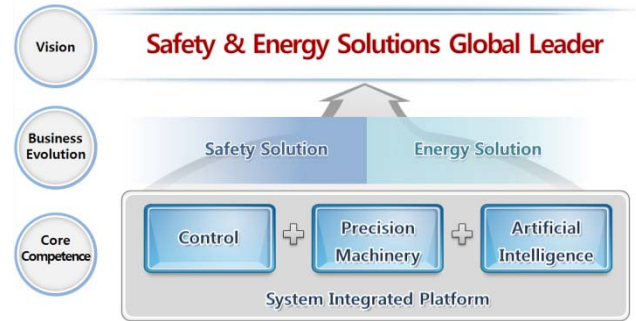 Vision
Safety & Energy Solutions Global Leader
Business
Evolution
Safety Solution
Energy Solution
Core
Competence
Control
Precision
Machinery
Artificial
Intelligence
System Integrated Platform